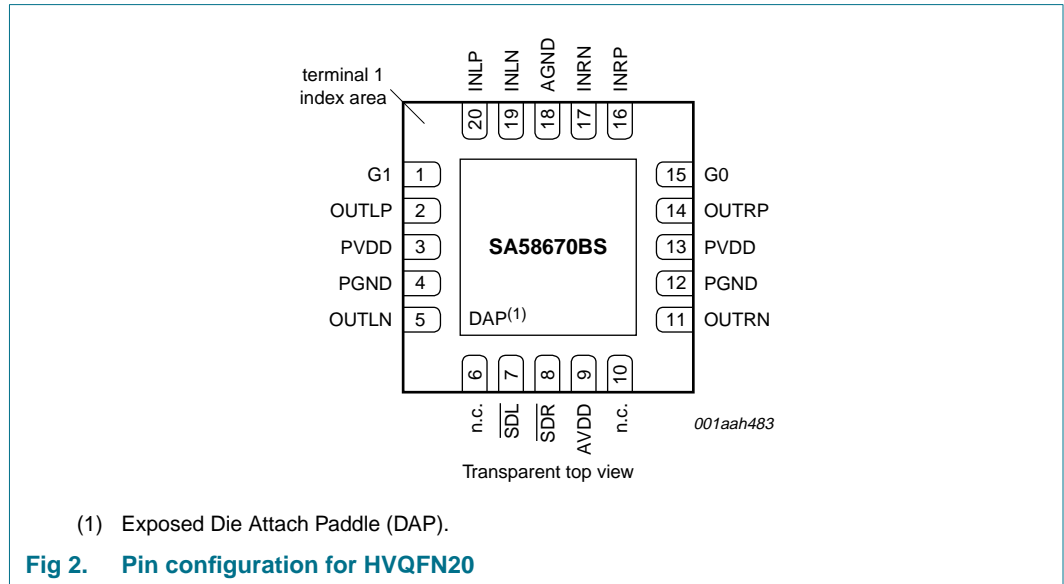 terminal 1
index area
INLP
INLN
AGND
INRN
INRP
20
19
18
17
16
G1 1
15 G0
OUTLP 2
14 OUTRP
PVDD 3
SA58670BS
13 PVDD
PGND 4
12 PGND
OUTLN 5
DAP(1)
11 OUTRN
6
7
8
9
10
n.c.
SDL
SDR
AVDD
n.c.
001aah483
Transparent top view
(1) Exposed Die Attach Paddle (DAP).
Fig 2. Pin configuration for HVQFN20